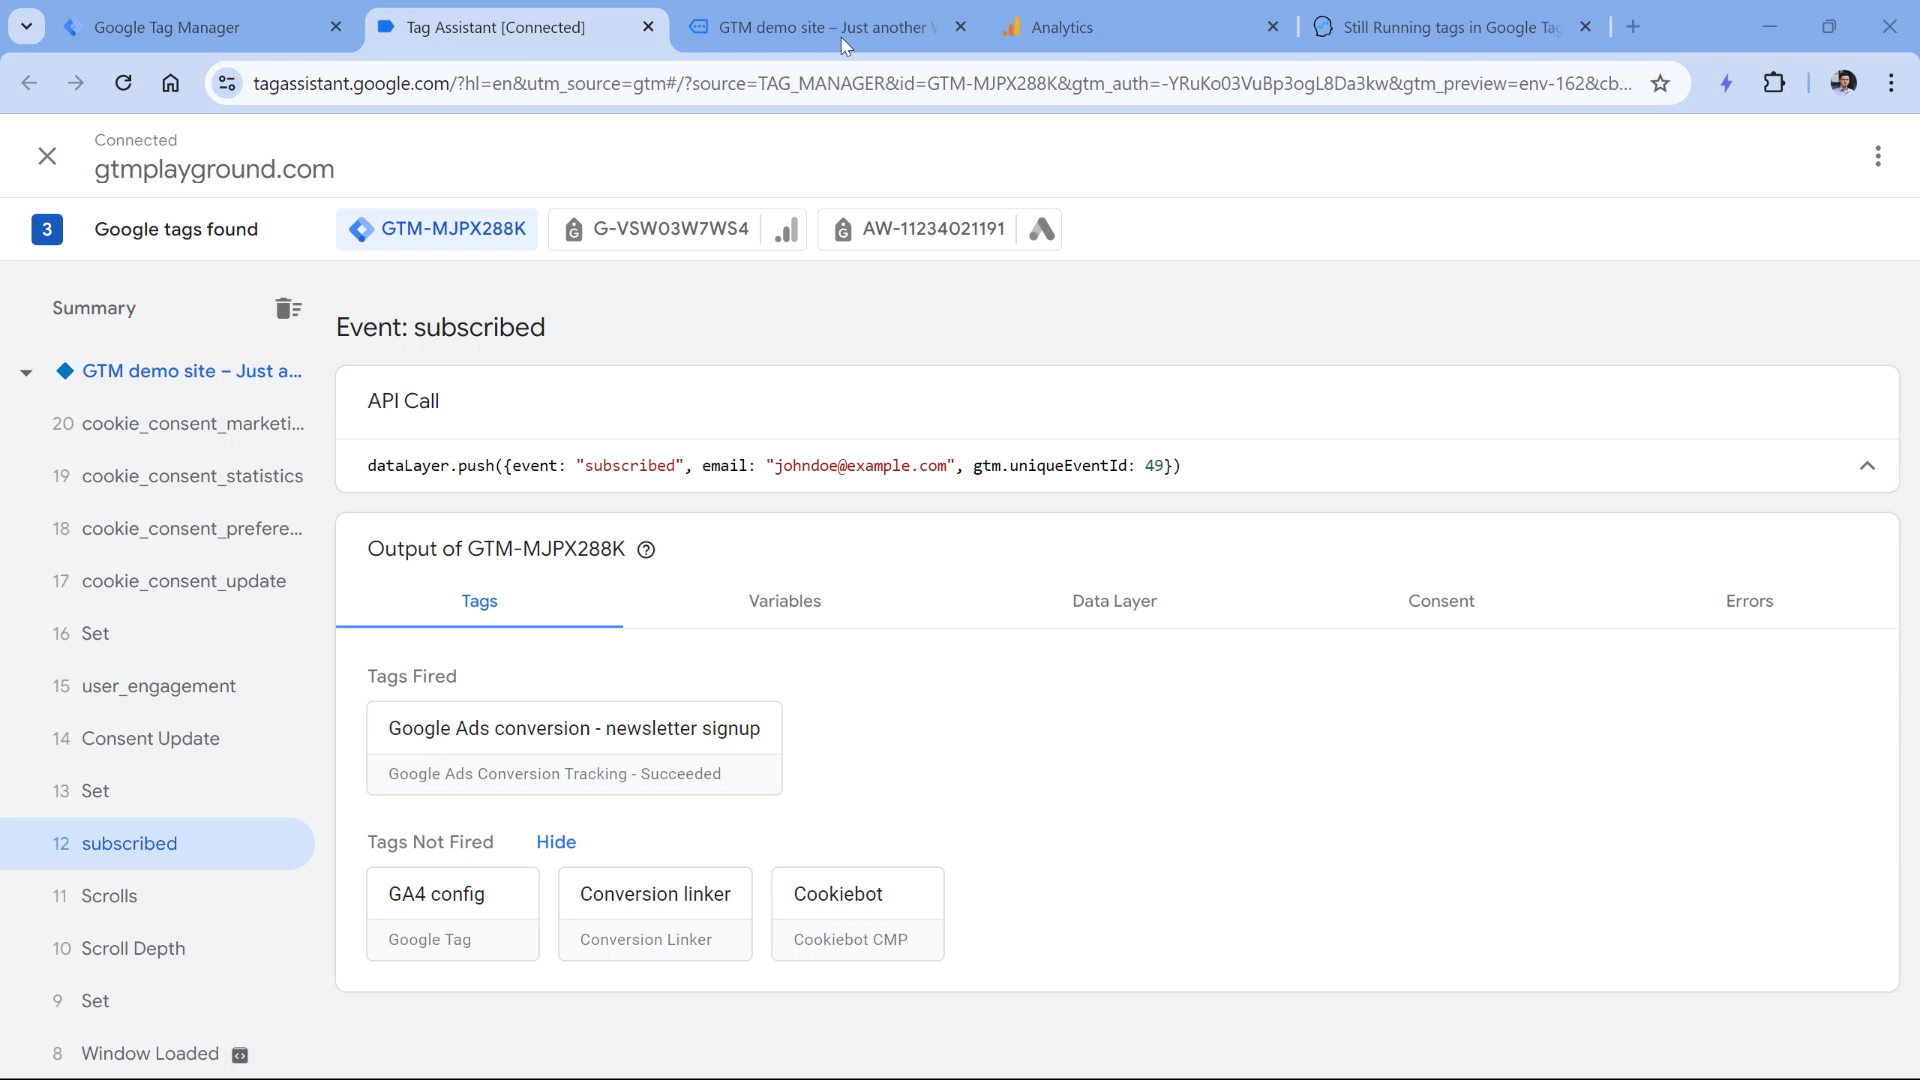 Google Tag Manager
Tag Assistant [Connected]
GTM demo site – Just another
Analytics
Still Running tags in Google Tag
tagassistant.google.com/?hl=en&utm_source=gtm#/?source=TAG_MANAGER&id=GTM-MJPX288K&gtm_auth=-YRuKo03VuBp3ogL8Da3kw&gtm_preview=env-162&cb...
Connected
gtmplayground.com
3
Google tags found
GTM-MJPX288K
G-VSW03W7WS4
AW-11234021191
Summary
GTM demo site – Just a...
20 cookie_consent_marketi...
19 cookie_consent_statistics
18 cookie_consent_prefere...
17 cookie_consent_update
16 Set
15 user_engagement
14 Consent Update
13 Set
12 subscribed
11 Scrolls
10 Scroll Depth
9 Set
8 Window Loaded
Event: subscribed
API Call
dataLayer.push({event: "subscribed", email: "johndoe@example.com", gtm.uniqueEventId: 49})
Output of GTM-MJPX288K
Tags
Variables
Data Layer
Consent
Errors
Tags Fired
Google Ads conversion - newsletter signup
Google Ads Conversion Tracking - Succeeded
Tags Not Fired
Hide
GA4 config
Google Tag
Conversion linker
Conversion Linker
Cookiebot
Cookiebot CMP